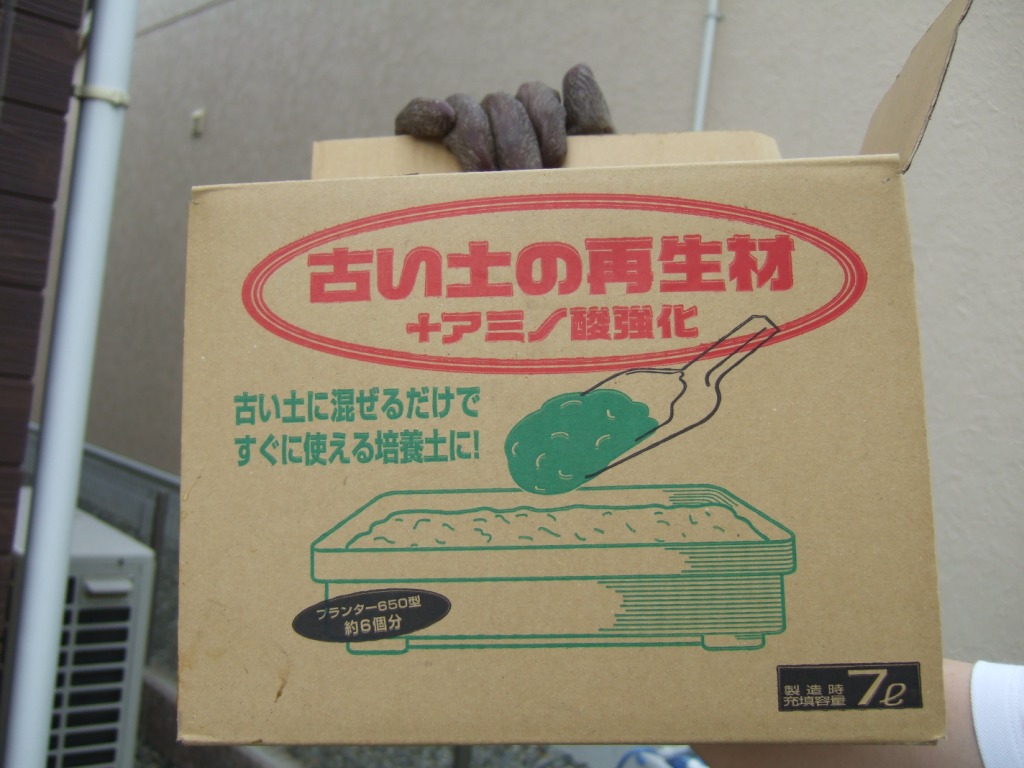 古い土の再生材
+アミノ酸強化
古い土に混ぜるだけで
すぐに使える培養土に!
プランター650型
約6個分
製造時
充填容量
7ℓ